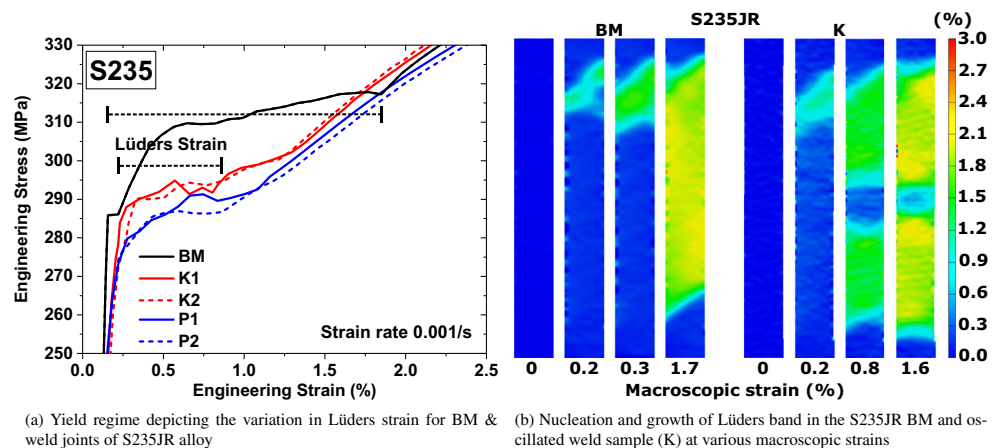 S235
Engineering Stress (MPa)
330
320
310
300
290
280
270
260
250
Lüders Strain
BM
K1
K2
P1
P2
Strain rate 0.001/s
0.0 0.5 1.0 1.5 2.0 2.5
Engineering Strain (%)
(a) Yield regime depicting the variation in Lüders strain for BM &
weld joints of S235JR alloy
S235JR
(%)
BM K
3.0
2.7
2.4
2.1
1.8
1.5
1.2
0.9
0.6
0.3
0.0
0 0.2 0.3 1.7 0 0.2 0.8 1.6
Macroscopic strain (%)
(b) Nucleation and growth of Lüders band in the S235JR BM and os-
cillated weld sample (K) at various macroscopic strains